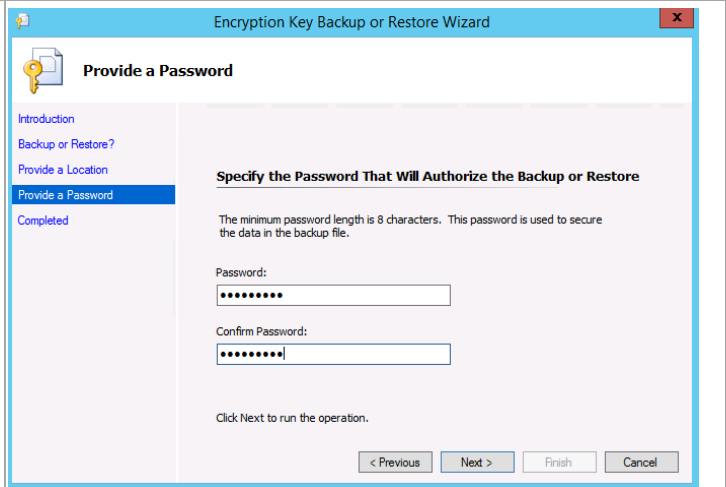 Encryption Key Backup or Restore Wizard
x
Provide a Password
Introduction
Backup or Restore?
Provide a Location
Provide a Password
Completed
Specify the Password That Will Authorize the Backup or Restore
The minimum password length is 8 characters. This password is used to secure
the data in the backup file.
Password:
•••••••••
Confirm Password:
•••••••••
Click Next to run the operation.
< Previous Next > Finish Cancel